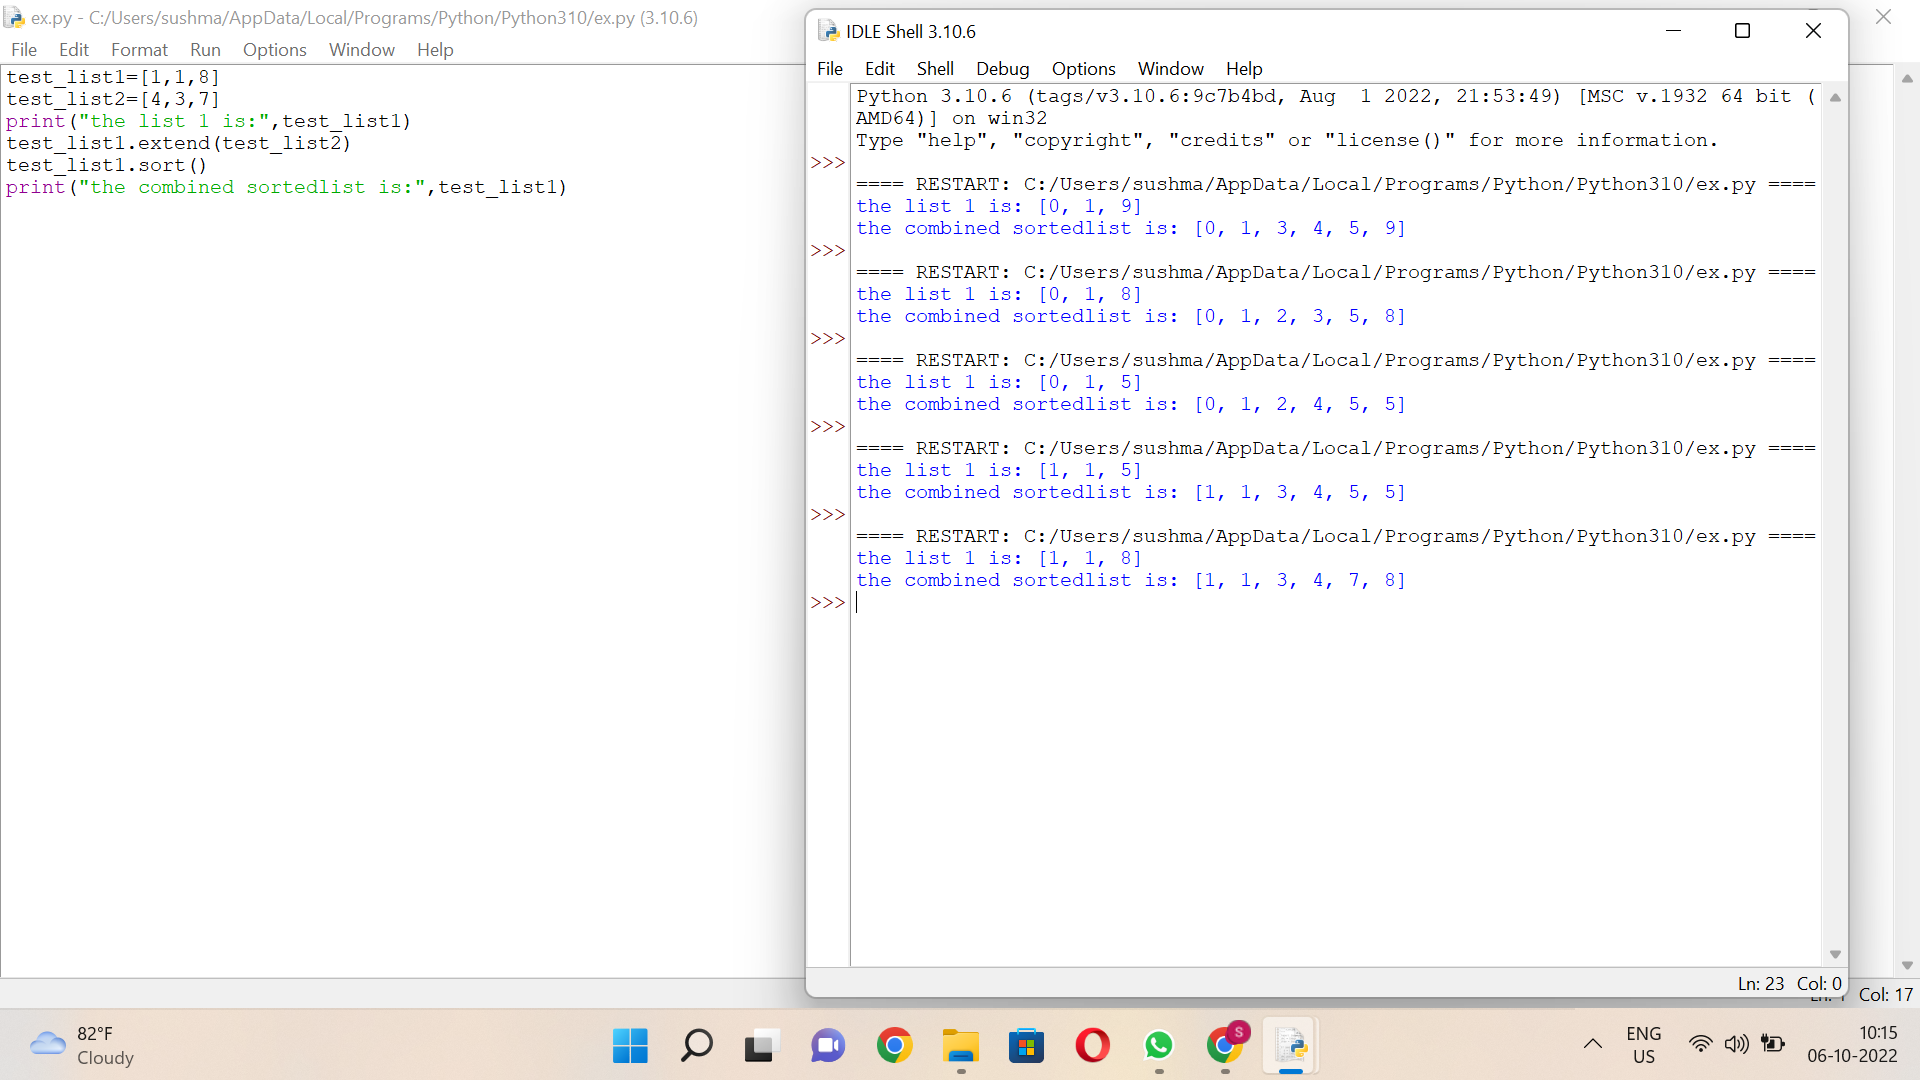 ex.py - C:/Users/sushma/AppData/Local/Programs/Python/Python310/ex.py (3.10.6)
File Edit Format Run Options Window Help
test_list1=[1,1,8]
test_list2=[4,3,7]
print("the list 1 is:",test_list1)
test_list1.extend(test_list2)
test_list1.sort()
print("the combined sortedlist is:",test_list1)
IDLE Shell 3.10.6
File Edit Shell Debug Options Window Help
Python 3.10.6 (tags/v3.10.6:9c7b4bd, Aug  1 2022, 21:53:49) [MSC v.1932 64 bit (
AMD64)] on win32
Type "help", "copyright", "credits" or "license()" for more information.
>>>
==== RESTART: C:/Users/sushma/AppData/Local/Programs/Python/Python310/ex.py ====
the list 1 is: [0, 1, 9]
the combined sortedlist is: [0, 1, 3, 4, 5, 9]
>>>
==== RESTART: C:/Users/sushma/AppData/Local/Programs/Python/Python310/ex.py ====
the list 1 is: [0, 1, 8]
the combined sortedlist is: [0, 1, 2, 3, 5, 8]
>>>
==== RESTART: C:/Users/sushma/AppData/Local/Programs/Python/Python310/ex.py ====
the list 1 is: [0, 1, 5]
the combined sortedlist is: [0, 1, 2, 4, 5, 5]
>>>
==== RESTART: C:/Users/sushma/AppData/Local/Programs/Python/Python310/ex.py ====
the list 1 is: [1, 1, 5]
the combined sortedlist is: [1, 1, 3, 4, 5, 5]
>>>
==== RESTART: C:/Users/sushma/AppData/Local/Programs/Python/Python310/ex.py ====
the list 1 is: [1, 1, 8]
the combined sortedlist is: [1, 1, 3, 4, 7, 8]
>>>
Ln: 23 Col: 0
Col: 17
82°F
Cloudy
S
ENG
US
10:15
06-10-2022